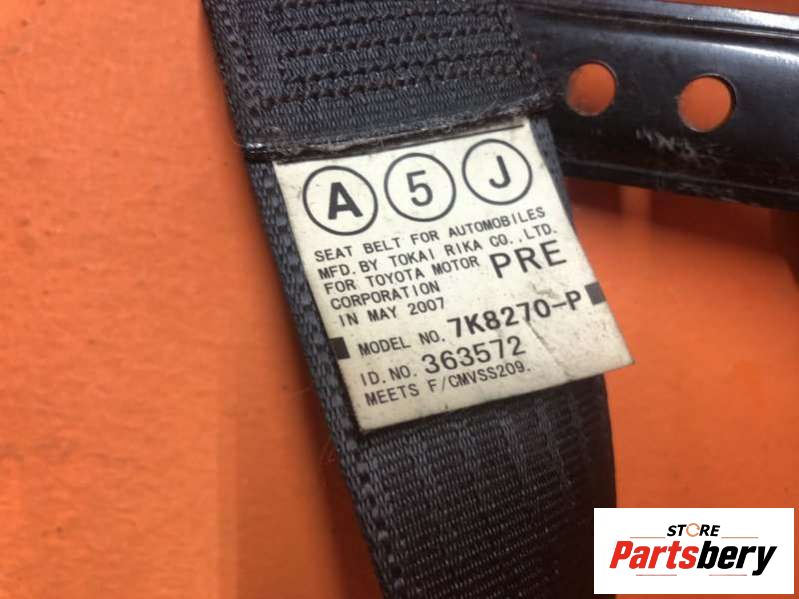 A 5 J
SEAT BELT FOR AUTOMOBILES
MFD. BY TOKAI RIKA CO., LTD.
FOR TOYOTA MOTOR PRE
CORPORATION
IN MAY 2007
MODEL NO. 7K8270-P
ID. NO. 363572
MEETS F/CMVSS209.
STORE
Partsbery